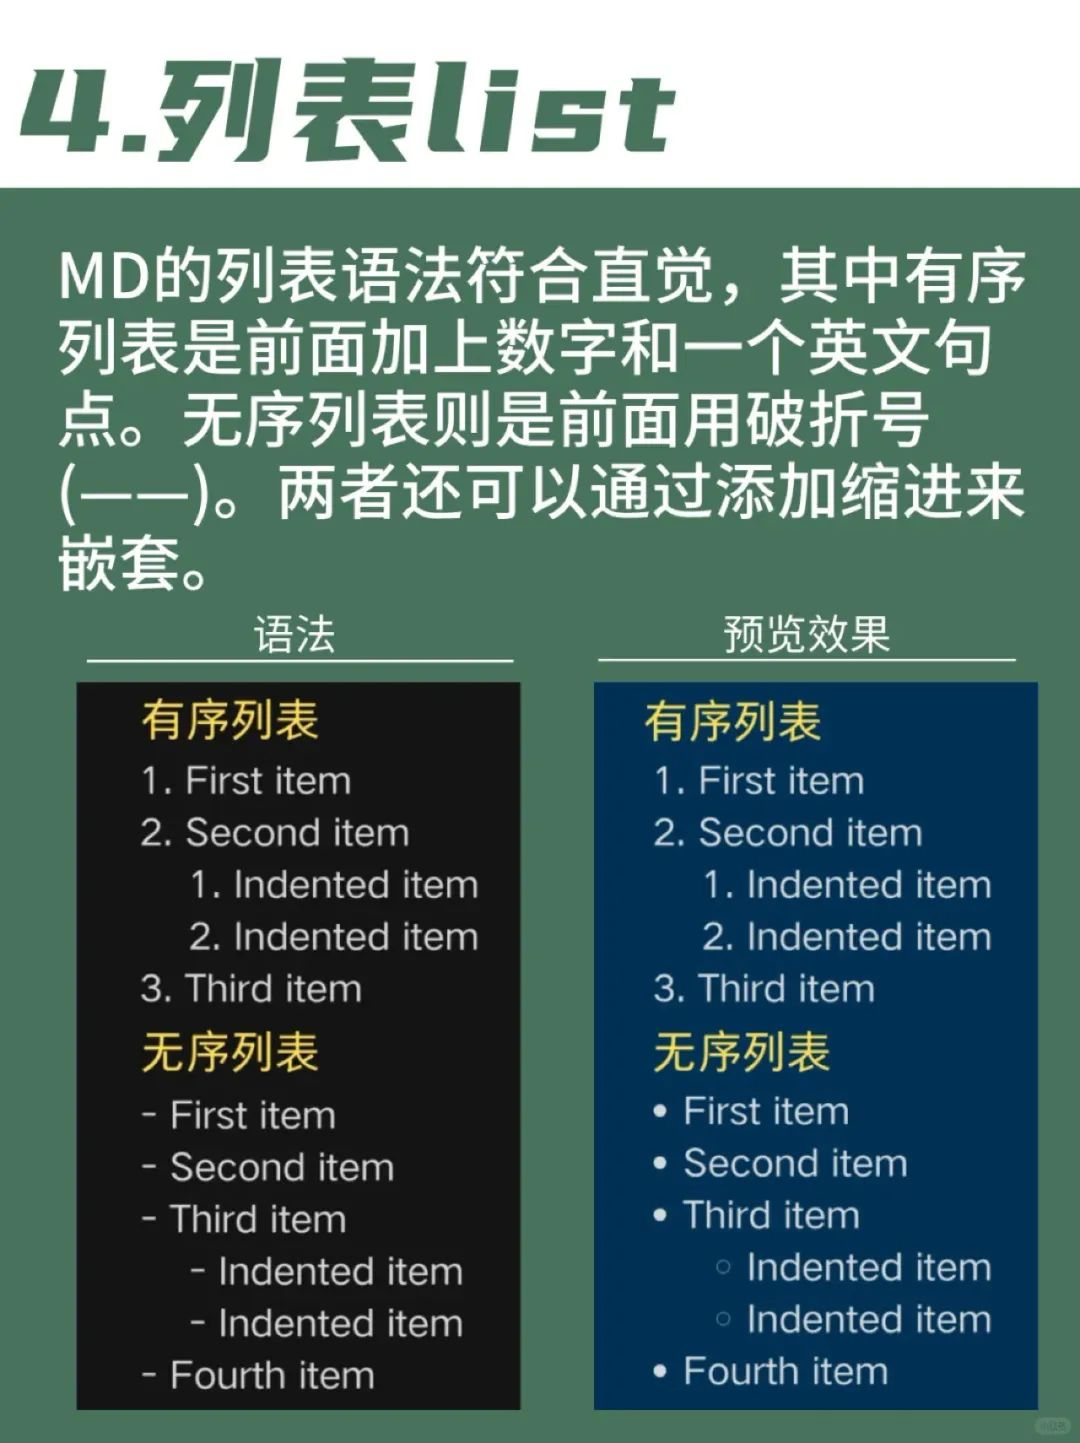 4.列表list
MD的列表语法符合直觉，其中有序
列表是前面加上数字和一个英文句
点。无序列表则是前面用破折号
(——)。两者还可以通过添加缩进来
嵌套。
语法
有序列表
1. First item
2. Second item
1. Indented item
2. Indented item
3. Third item
无序列表
- First item
- Second item
- Third item
- Indented item
- Indented item
- Fourth item
预览效果
有序列表
1. First item
2. Second item
1. Indented item
2. Indented item
3. Third item
无序列表
• First item
• Second item
• Third item
○ Indented item
○ Indented item
• Fourth item